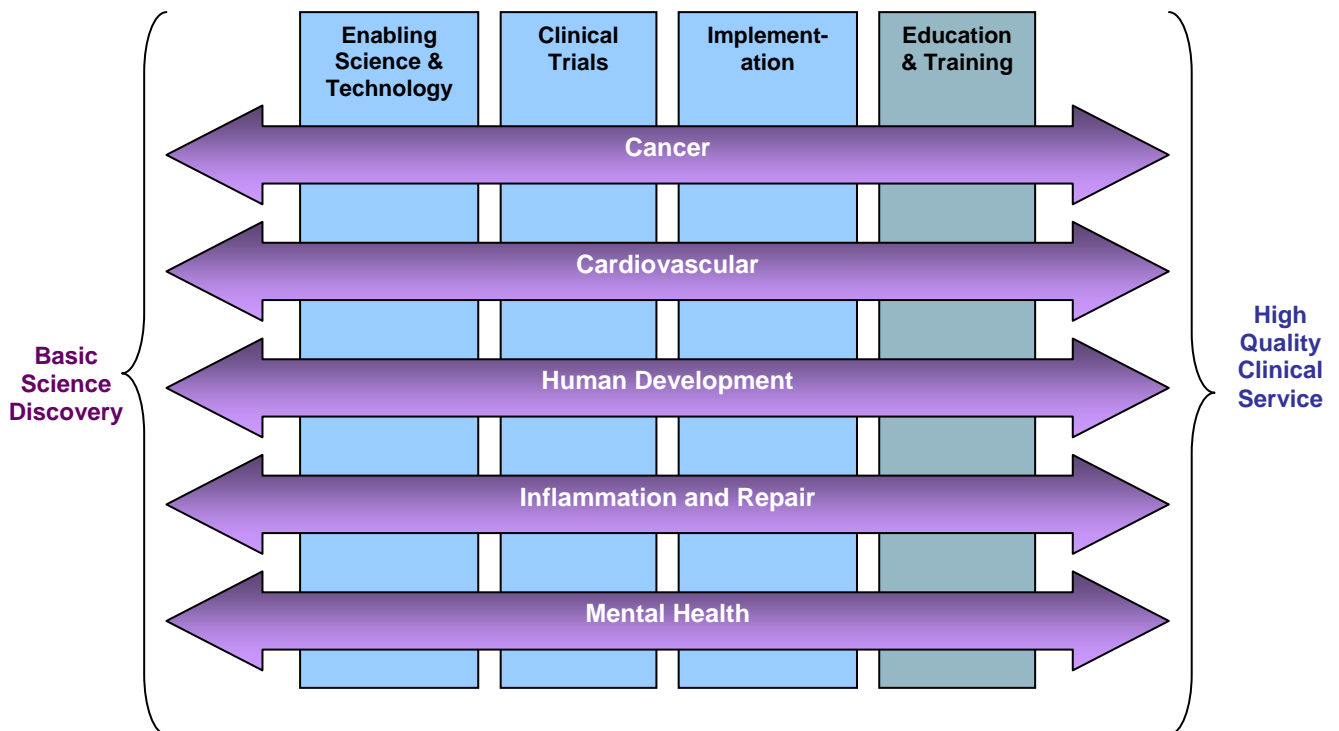 Enabling
Science &
Technology
Clinical
Trials
Implement-
ation
Education
& Training
Cancer
Cardiovascular
Human Development
Inflammation and Repair
Mental Health
Basic
Science
Discovery
High
Quality
Clinical
Service